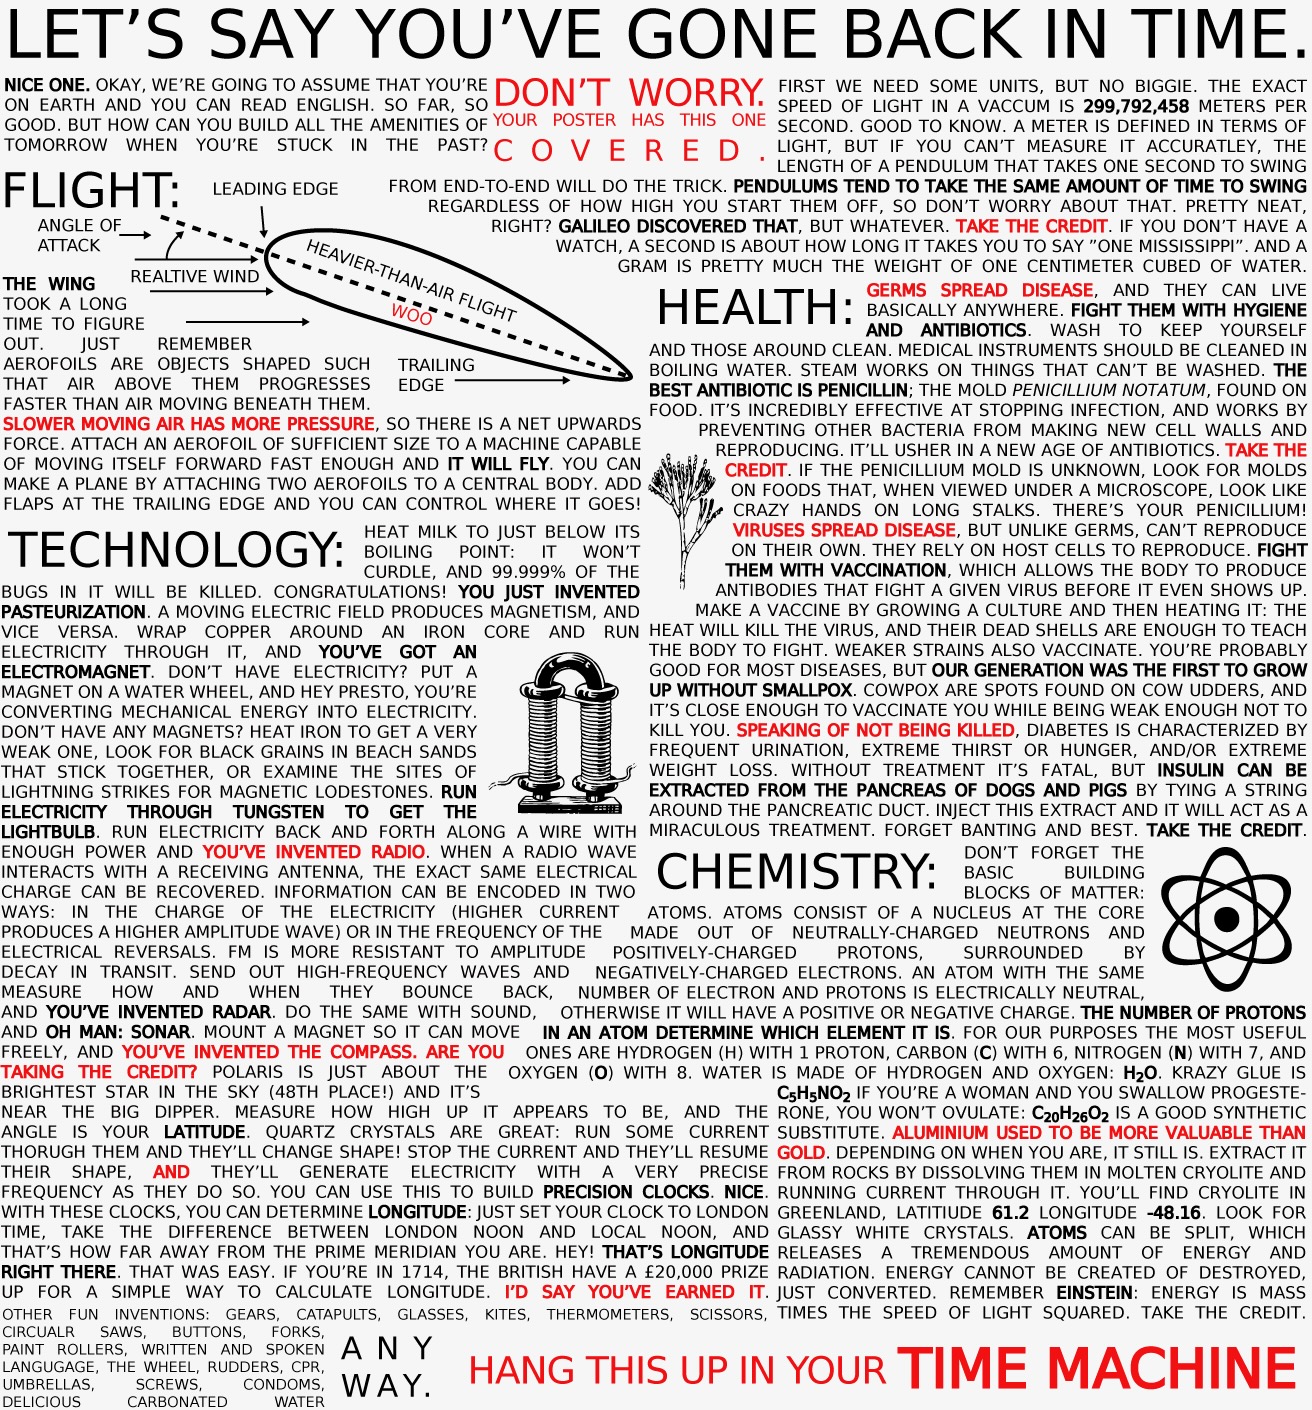 LET'S SAY YOU'VE GONE BACK IN TIME.
NICE ONE. OKAY, WE'RE GOING TO ASSUME THAT YOU'RE
ON EARTH AND YOU CAN READ ENGLISH. SO FAR, SO
GOOD. BUT HOW CAN YOU BUILD ALL THE AMENITIES OF
TOMORROW WHEN YOU'RE STUCK IN THE PAST?
DON'T WORRY.
YOUR POSTER HAS THIS ONE
COVERED.
FIRST WE NEED SOME UNITS, BUT NO BIGGIE. THE EXACT
SPEED OF LIGHT IN A VACCUM IS 299,792,458 METERS PER
SECOND. GOOD TO KNOW. A METER IS DEFINED IN TERMS OF
LIGHT, BUT IF YOU CAN'T MEASURE IT ACCURATLEY, THE
LENGTH OF A PENDULUM THAT TAKES ONE SECOND TO SWING
FROM END-TO-END WILL DO THE TRICK. PENDULUMS TEND TO TAKE THE SAME AMOUNT OF TIME TO SWING
REGARDLESS OF HOW HIGH YOU START THEM OFF, SO DON'T WORRY ABOUT THAT. PRETTY NEAT,
RIGHT? GALILEO DISCOVERED THAT, BUT WHATEVER. TAKE THE CREDIT. IF YOU DON'T HAVE A
WATCH, A SECOND IS ABOUT HOW LONG IT TAKES YOU TO SAY ”ONE MISSISSIPPI”. AND A
GRAM IS PRETTY MUCH THE WEIGHT OF ONE CENTIMETER CUBED OF WATER.
FLIGHT:
LEADING EDGE
ANGLE OF
ATTACK
REALTIVE WIND
HEAVIER-THAN-AIR FLIGHT
WOO
TRAILING
EDGE
THE WING
TOOK A LONG
TIME TO FIGURE
OUT. JUST REMEMBER
AEROFOILS ARE OBJECTS SHAPED SUCH
THAT AIR ABOVE THEM PROGRESSES
FASTER THAN AIR MOVING BENEATH THEM.
SLOWER MOVING AIR HAS MORE PRESSURE, SO THERE IS A NET UPWARDS
FORCE. ATTACH AN AEROFOIL OF SUFFICIENT SIZE TO A MACHINE CAPABLE
OF MOVING ITSELF FORWARD FAST ENOUGH AND IT WILL FLY. YOU CAN
MAKE A PLANE BY ATTACHING TWO AEROFOILS TO A CENTRAL BODY. ADD
FLAPS AT THE TRAILING EDGE AND YOU CAN CONTROL WHERE IT GOES!
HEALTH:
GERMS SPREAD DISEASE, AND THEY CAN LIVE
BASICALLY ANYWHERE. FIGHT THEM WITH HYGIENE
AND ANTIBIOTICS. WASH TO KEEP YOURSELF
AND THOSE AROUND CLEAN. MEDICAL INSTRUMENTS SHOULD BE CLEANED IN
BOILING WATER. STEAM WORKS ON THINGS THAT CAN'T BE WASHED. THE
BEST ANTIBIOTIC IS PENICILLIN; THE MOLD PENICILLIUM NOTATUM, FOUND ON
FOOD. IT'S INCREDIBLY EFFECTIVE AT STOPPING INFECTION, AND WORKS BY
PREVENTING OTHER BACTERIA FROM MAKING NEW CELL WALLS AND
REPRODUCING. IT'LL USHER IN A NEW AGE OF ANTIBIOTICS. TAKE THE
CREDIT. IF THE PENICILLIUM MOLD IS UNKNOWN, LOOK FOR MOLDS
ON FOODS THAT, WHEN VIEWED UNDER A MICROSCOPE, LOOK LIKE
CRAZY HANDS ON LONG STALKS. THERE'S YOUR PENICILLIUM!
VIRUSES SPREAD DISEASE, BUT UNLIKE GERMS, CAN'T REPRODUCE
ON THEIR OWN. THEY RELY ON HOST CELLS TO REPRODUCE. FIGHT
THEM WITH VACCINATION, WHICH ALLOWS THE BODY TO PRODUCE
ANTIBODIES THAT FIGHT A GIVEN VIRUS BEFORE IT EVEN SHOWS UP.
MAKE A VACCINE BY GROWING A CULTURE AND THEN HEATING IT: THE
HEAT WILL KILL THE VIRUS, AND THEIR DEAD SHELLS ARE ENOUGH TO TEACH
THE BODY TO FIGHT. WEAKER STRAINS ALSO VACCINATE. YOU'RE PROBABLY
GOOD FOR MOST DISEASES, BUT OUR GENERATION WAS THE FIRST TO GROW
UP WITHOUT SMALLPOX. COWPOX ARE SPOTS FOUND ON COW UDDERS, AND
IT'S CLOSE ENOUGH TO VACCINATE YOU WHILE BEING WEAK ENOUGH NOT TO
KILL YOU. SPEAKING OF NOT BEING KILLED, DIABETES IS CHARACTERIZED BY
FREQUENT URINATION, EXTREME THIRST OR HUNGER, AND/OR EXTREME
WEIGHT LOSS. WITHOUT TREATMENT IT'S FATAL, BUT INSULIN CAN BE
EXTRACTED FROM THE PANCREAS OF DOGS AND PIGS BY TYING A STRING
AROUND THE PANCREATIC DUCT. INJECT THIS EXTRACT AND IT WILL ACT AS A
MIRACULOUS TREATMENT. FORGET BANTING AND BEST. TAKE THE CREDIT.
TECHNOLOGY:
HEAT MILK TO JUST BELOW ITS
BOILING POINT: IT WON'T
CURDLE, AND 99.999% OF THE
BUGS IN IT WILL BE KILLED. CONGRATULATIONS! YOU JUST INVENTED
PASTEURIZATION. A MOVING ELECTRIC FIELD PRODUCES MAGNETISM, AND
VICE VERSA. WRAP COPPER AROUND AN IRON CORE AND RUN
ELECTRICITY THROUGH IT, AND YOU'VE GOT AN
ELECTROMAGNET. DON'T HAVE ELECTRICITY? PUT A
MAGNET ON A WATER WHEEL, AND HEY PRESTO, YOU'RE
CONVERTING MECHANICAL ENERGY INTO ELECTRICITY.
DON'T HAVE ANY MAGNETS? HEAT IRON TO GET A VERY
WEAK ONE, LOOK FOR BLACK GRAINS IN BEACH SANDS
THAT STICK TOGETHER, OR EXAMINE THE SITES OF
LIGHTNING STRIKES FOR MAGNETIC LODESTONES. RUN
ELECTRICITY THROUGH TUNGSTEN TO GET THE
LIGHTBULB. RUN ELECTRICITY BACK AND FORTH ALONG A WIRE WITH
ENOUGH POWER AND YOU'VE INVENTED RADIO. WHEN A RADIO WAVE
INTERACTS WITH A RECEIVING ANTENNA, THE EXACT SAME ELECTRICAL
CHARGE CAN BE RECOVERED. INFORMATION CAN BE ENCODED IN TWO
WAYS: IN THE CHARGE OF THE ELECTRICITY (HIGHER CURRENT
PRODUCES A HIGHER AMPLITUDE WAVE) OR IN THE FREQUENCY OF THE
ELECTRICAL REVERSALS. FM IS MORE RESISTANT TO AMPLITUDE
DECAY IN TRANSIT. SEND OUT HIGH-FREQUENCY WAVES AND
MEASURE HOW AND WHEN THEY BOUNCE BACK,
AND YOU'VE INVENTED RADAR. DO THE SAME WITH SOUND,
AND OH MAN: SONAR. MOUNT A MAGNET SO IT CAN MOVE
FREELY, AND YOU'VE INVENTED THE COMPASS. ARE YOU
TAKING THE CREDIT? POLARIS IS JUST ABOUT THE
BRIGHTEST STAR IN THE SKY (48TH PLACE!) AND IT'S
NEAR THE BIG DIPPER. MEASURE HOW HIGH UP IT APPEARS TO BE, AND THE
ANGLE IS YOUR LATITUDE. QUARTZ CRYSTALS ARE GREAT: RUN SOME CURRENT
THORUGH THEM AND THEY'LL CHANGE SHAPE! STOP THE CURRENT AND THEY'LL RESUME
THEIR SHAPE, AND THEY'LL GENERATE ELECTRICITY WITH A VERY PRECISE
FREQUENCY AS THEY DO SO. YOU CAN USE THIS TO BUILD PRECISION CLOCKS. NICE.
WITH THESE CLOCKS, YOU CAN DETERMINE LONGITUDE: JUST SET YOUR CLOCK TO LONDON
TIME, TAKE THE DIFFERENCE BETWEEN LONDON NOON AND LOCAL NOON, AND
THAT'S HOW FAR AWAY FROM THE PRIME MERIDIAN YOU ARE. HEY! THAT'S LONGITUDE
RIGHT THERE. THAT WAS EASY. IF YOU'RE IN 1714, THE BRITISH HAVE A £20,000 PRIZE
UP FOR A SIMPLE WAY TO CALCULATE LONGITUDE. I'D SAY YOU'VE EARNED IT.
CHEMISTRY:
DON'T FORGET THE
BASIC BUILDING
BLOCKS OF MATTER:
ATOMS. ATOMS CONSIST OF A NUCLEUS AT THE CORE
MADE OUT OF NEUTRALLY-CHARGED NEUTRONS AND
POSITIVELY-CHARGED PROTONS, SURROUNDED BY
NEGATIVELY-CHARGED ELECTRONS. AN ATOM WITH THE SAME
NUMBER OF ELECTRON AND PROTONS IS ELECTRICALLY NEUTRAL,
OTHERWISE IT WILL HAVE A POSITIVE OR NEGATIVE CHARGE. THE NUMBER OF PROTONS
IN AN ATOM DETERMINE WHICH ELEMENT IT IS. FOR OUR PURPOSES THE MOST USEFUL
ONES ARE HYDROGEN (H) WITH 1 PROTON, CARBON (C) WITH 6, NITROGEN (N) WITH 7, AND
OXYGEN (O) WITH 8. WATER IS MADE OF HYDROGEN AND OXYGEN: H₂O. KRAZY GLUE IS
C₅H₅NO₂ IF YOU'RE A WOMAN AND YOU SWALLOW PROGESTE-
RONE, YOU WON'T OVULATE: C₂₀H₂₆O₂ IS A GOOD SYNTHETIC
SUBSTITUTE. ALUMINIUM USED TO BE MORE VALUABLE THAN
GOLD. DEPENDING ON WHEN YOU ARE, IT STILL IS. EXTRACT IT
FROM ROCKS BY DISSOLVING THEM IN MOLTEN CRYOLITE AND
RUNNING CURRENT THROUGH IT. YOU'LL FIND CRYOLITE IN
GREENLAND, LATITIUDE 61.2 LONGITUDE -48.16. LOOK FOR
GLASSY WHITE CRYSTALS. ATOMS CAN BE SPLIT, WHICH
RELEASES A TREMENDOUS AMOUNT OF ENERGY AND
RADIATION. ENERGY CANNOT BE CREATED OF DESTROYED,
JUST CONVERTED. REMEMBER EINSTEIN: ENERGY IS MASS
TIMES THE SPEED OF LIGHT SQUARED. TAKE THE CREDIT.
OTHER FUN INVENTIONS: GEARS, CATAPULTS, GLASSES, KITES, THERMOMETERS, SCISSORS,
CIRCUALR SAWS, BUTTONS, FORKS,
PAINT ROLLERS, WRITTEN AND SPOKEN
LANGUGAGE, THE WHEEL, RUDDERS, CPR,
UMBRELLAS, SCREWS, CONDOMS,
DELICIOUS CARBONATED WATER
ANY
WAY.
HANG THIS UP IN YOUR TIME MACHINE